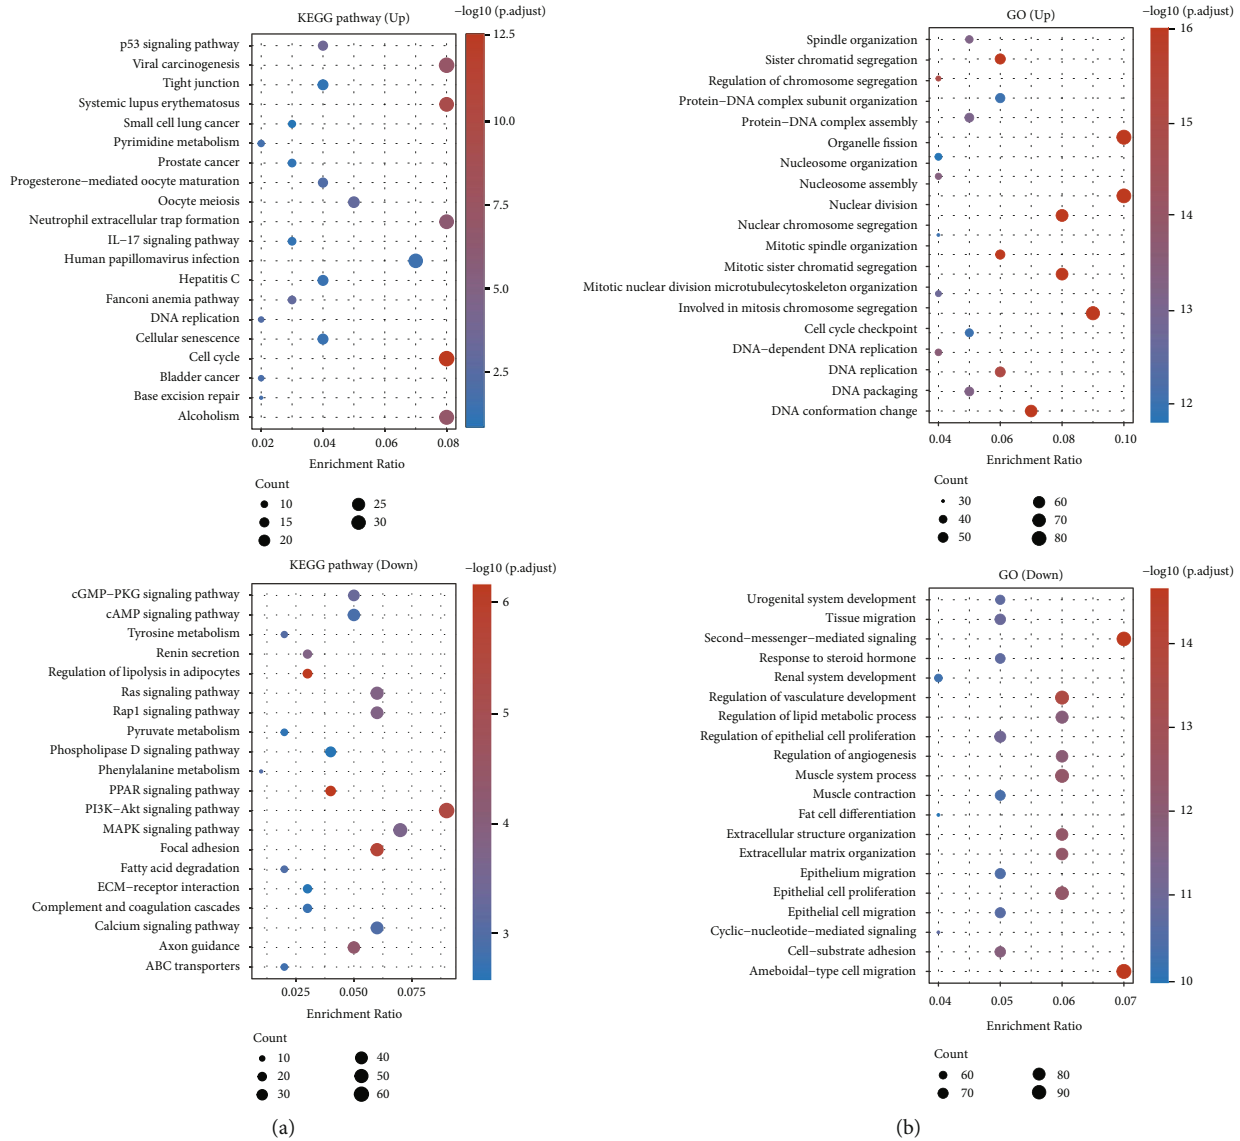 KEGG pathway (Up)
−log10 (p.adjust)
p53 signaling pathway
Viral carcinogenesis
Tight junction
Systemic lupus erythematosus
Small cell lung cancer
Pyrimidine metabolism
Prostate cancer
Progesterone−mediated oocyte maturation
Oocyte meiosis
Neutrophil extracellular trap formation
IL−17 signaling pathway
Human papillomavirus infection
Hepatitis C
Fanconi anemia pathway
DNA replication
Cellular senescence
Cell cycle
Bladder cancer
Base excision repair
Alcoholism
12.5
10.0
7.5
5.0
2.5
0.02 0.04 0.06 0.08
Enrichment Ratio
Count
10 25
15 30
20
GO (Up)
−log10 (p.adjust)
Spindle organization
Sister chromatid segregation
Regulation of chromosome segregation
Protein−DNA complex subunit organization
Protein−DNA complex assembly
Organelle fission
Nucleosome organization
Nucleosome assembly
Nuclear division
Nuclear chromosome segregation
Mitotic spindle organization
Mitotic sister chromatid segregation
Mitotic nuclear division microtubulecytoskeleton organization
Involved in mitosis chromosome segregation
Cell cycle checkpoint
DNA−dependent DNA replication
DNA replication
DNA packaging
DNA conformation change
16
15
14
13
12
0.04 0.06 0.08 0.10
Enrichment Ratio
Count
30 60
40 70
50 80
KEGG pathway (Down)
−log10 (p.adjust)
cGMP−PKG signaling pathway
cAMP signaling pathway
Tyrosine metabolism
Renin secretion
Regulation of lipolysis in adipocytes
Ras signaling pathway
Rap1 signaling pathway
Pyruvate metabolism
Phospholipase D signaling pathway
Phenylalanine metabolism
PPAR signaling pathway
PI3K−Akt signaling pathway
MAPK signaling pathway
Focal adhesion
Fatty acid degradation
ECM−receptor interaction
Complement and coagulation cascades
Calcium signaling pathway
Axon guidance
ABC transporters
6
5
4
3
0.025 0.050 0.075
Enrichment Ratio
Count
10 40
20 50
30 60
(a)
GO (Down)
−log10 (p.adjust)
Urogenital system development
Tissue migration
Second−messenger−mediated signaling
Response to steroid hormone
Renal system development
Regulation of vasculature development
Regulation of lipid metabolic process
Regulation of epithelial cell proliferation
Regulation of angiogenesis
Muscle system process
Muscle contraction
Fat cell differentiation
Extracellular structure organization
Extracellular matrix organization
Epithelium migration
Epithelial cell proliferation
Epithelial cell migration
Cyclic−nucleotide−mediated signaling
Cell−substrate adhesion
Ameboidal−type cell migration
14
13
12
11
10
0.04 0.05 0.06 0.07
Enrichment Ratio
Count
60 80
70 90
(b)